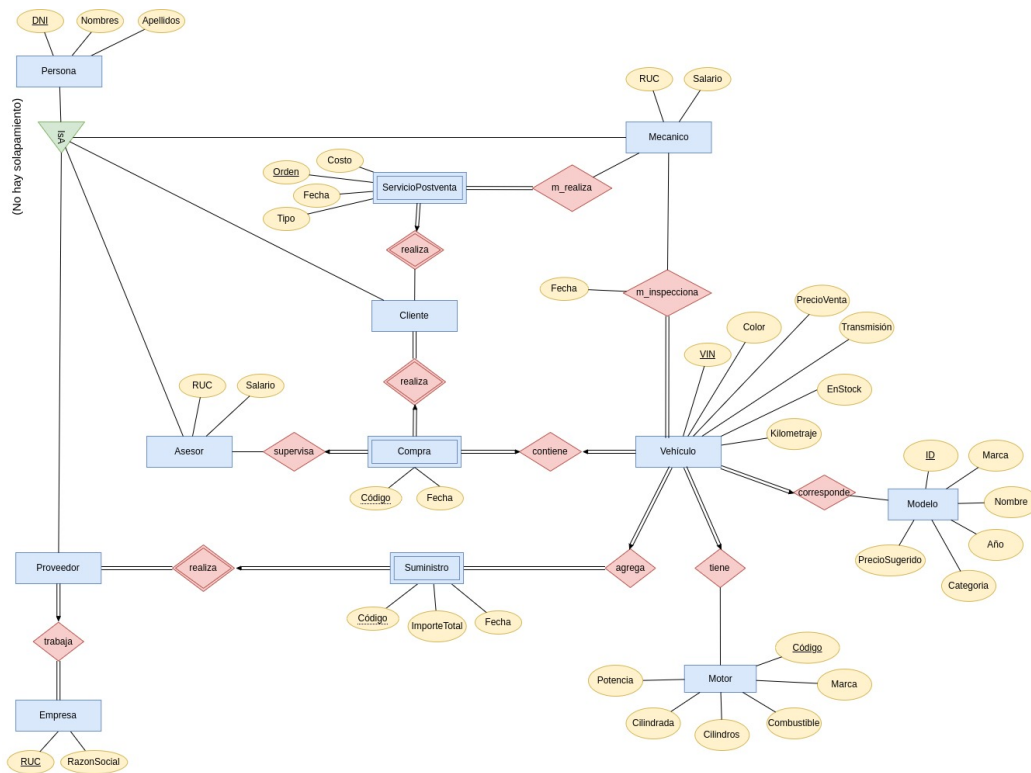 DNI
Nombres
Apellidos
Persona
(No hay solapamiento)
IsA
RUC
Salario
Mecanico
Costo
Orden
Fecha
Tipo
ServicioPostventa
m_realiza
realiza
Cliente
Fecha
m_inspecciona
PrecioVenta
Color
Transmisión
VIN
EnStock
Kilometraje
realiza
RUC
Salario
Asesor
supervisa
Compra
contiene
Vehículo
Código
Fecha
corresponde
ID
Marca
Nombre
Modelo
Año
PrecioSugerido
Categoria
Proveedor
realiza
Suministro
agrega
tiene
Código
ImporteTotal
Fecha
trabaja
Empresa
RUC
RazonSocial
Código
Potencia
Motor
Marca
Cilindrada
Cilindros
Combustible